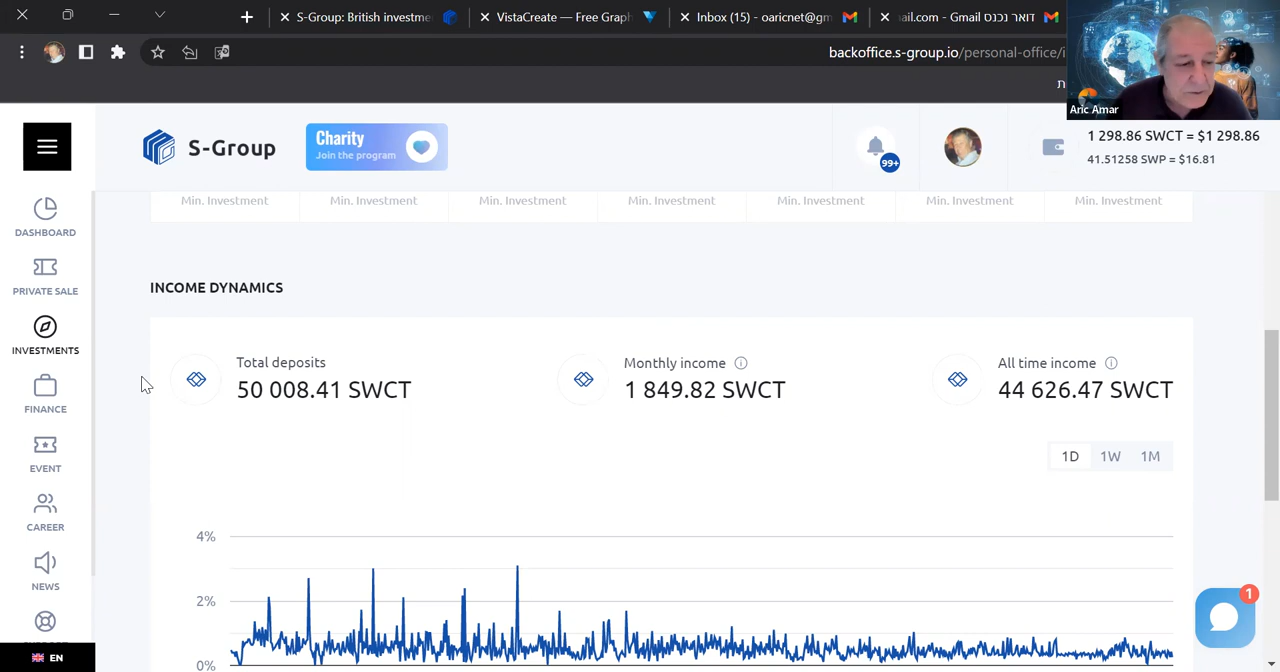 S-Group: British investme
VistaCreate — Free Graph
Inbox (15) - oaricnet@gm
ail.com - Gmail דואר נכנס
backoffice.s-group.io/personal-office/i
ת
Aric Amar
S-Group
Charity
Join the program
99+
1 298.86 SWCT = $1 298.86
41.51258 SWP = $16.81
DASHBOARD
PRIVATE SALE
INVESTMENTS
FINANCE
EVENT
CAREER
NEWS
EN
Min. Investment Min. Investment Min. Investment Min. Investment Min. Investment Min. Investment Min. Investment
INCOME DYNAMICS
Total deposits
50 008.41 SWCT
Monthly income
1 849.82 SWCT
All time income
44 626.47 SWCT
1D 1W 1M
4%
2%
0%
1